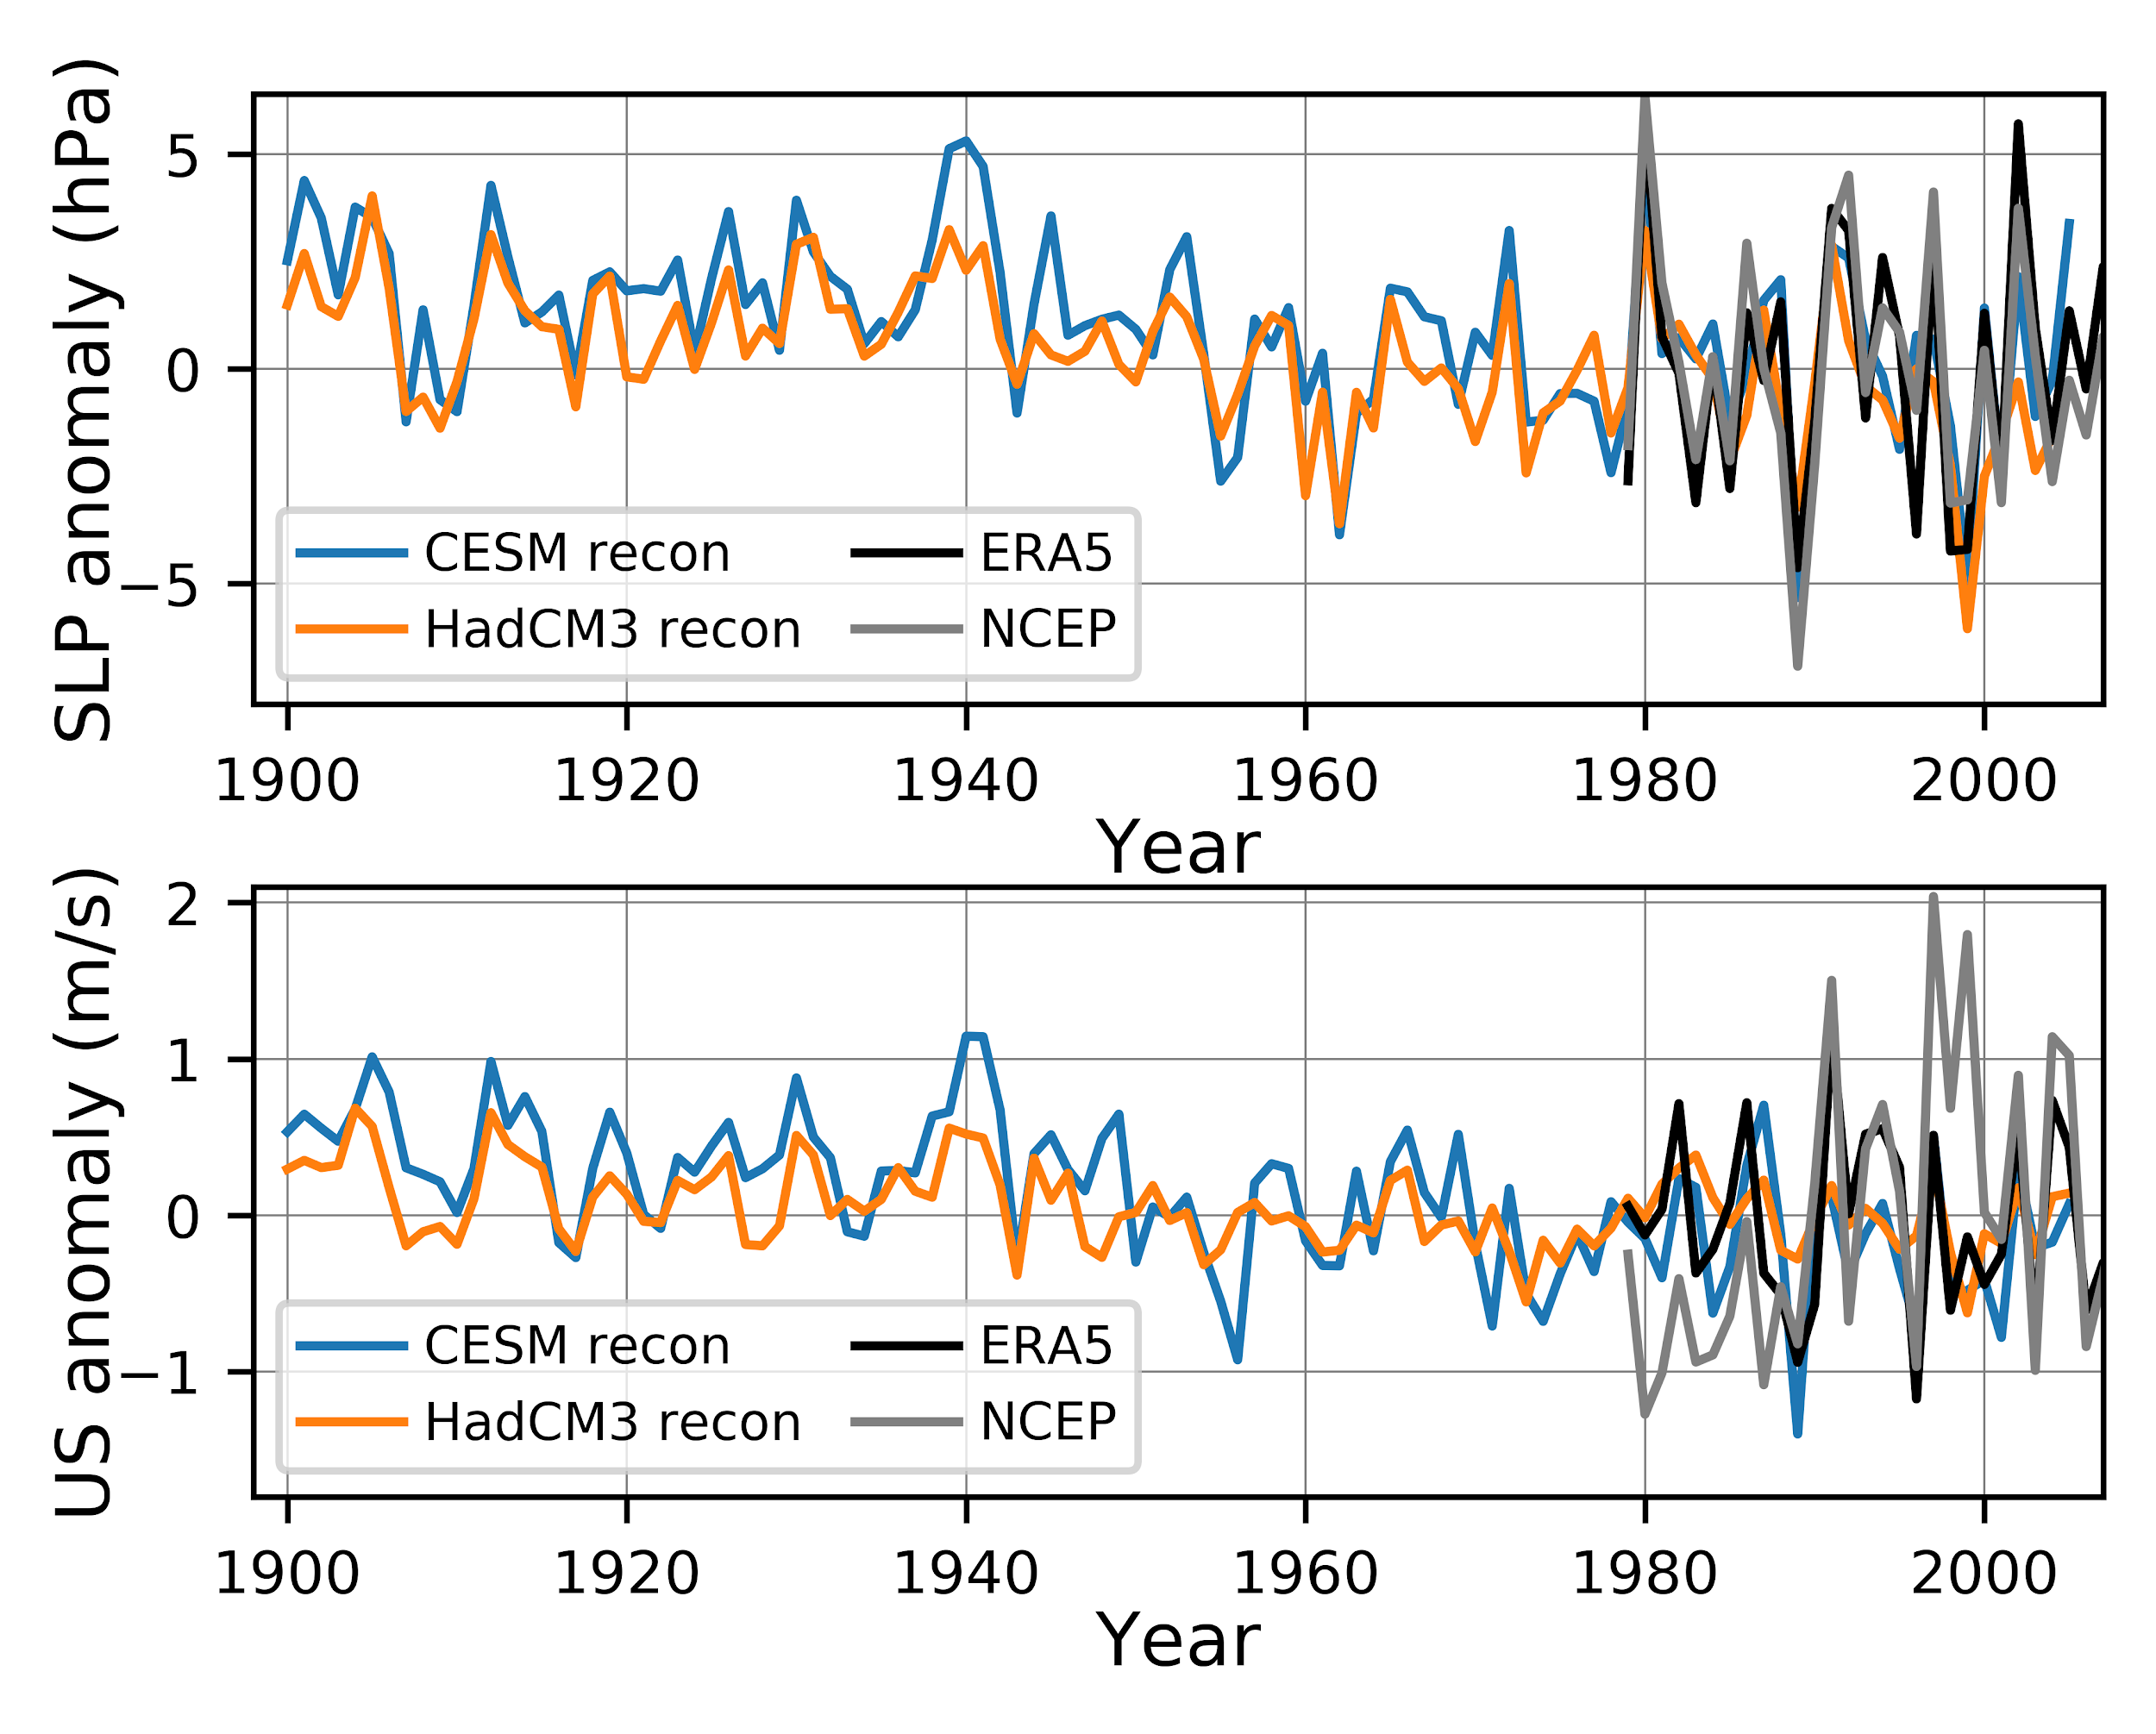 SLP anomaly (hPa)
5
0
−5
CESM recon
HadCM3 recon
ERA5
NCEP
1900 1920 1940 1960 1980 2000
Year
US anomaly (m/s)
2
1
0
−1
CESM recon
HadCM3 recon
ERA5
NCEP
1900 1920 1940 1960 1980 2000
Year